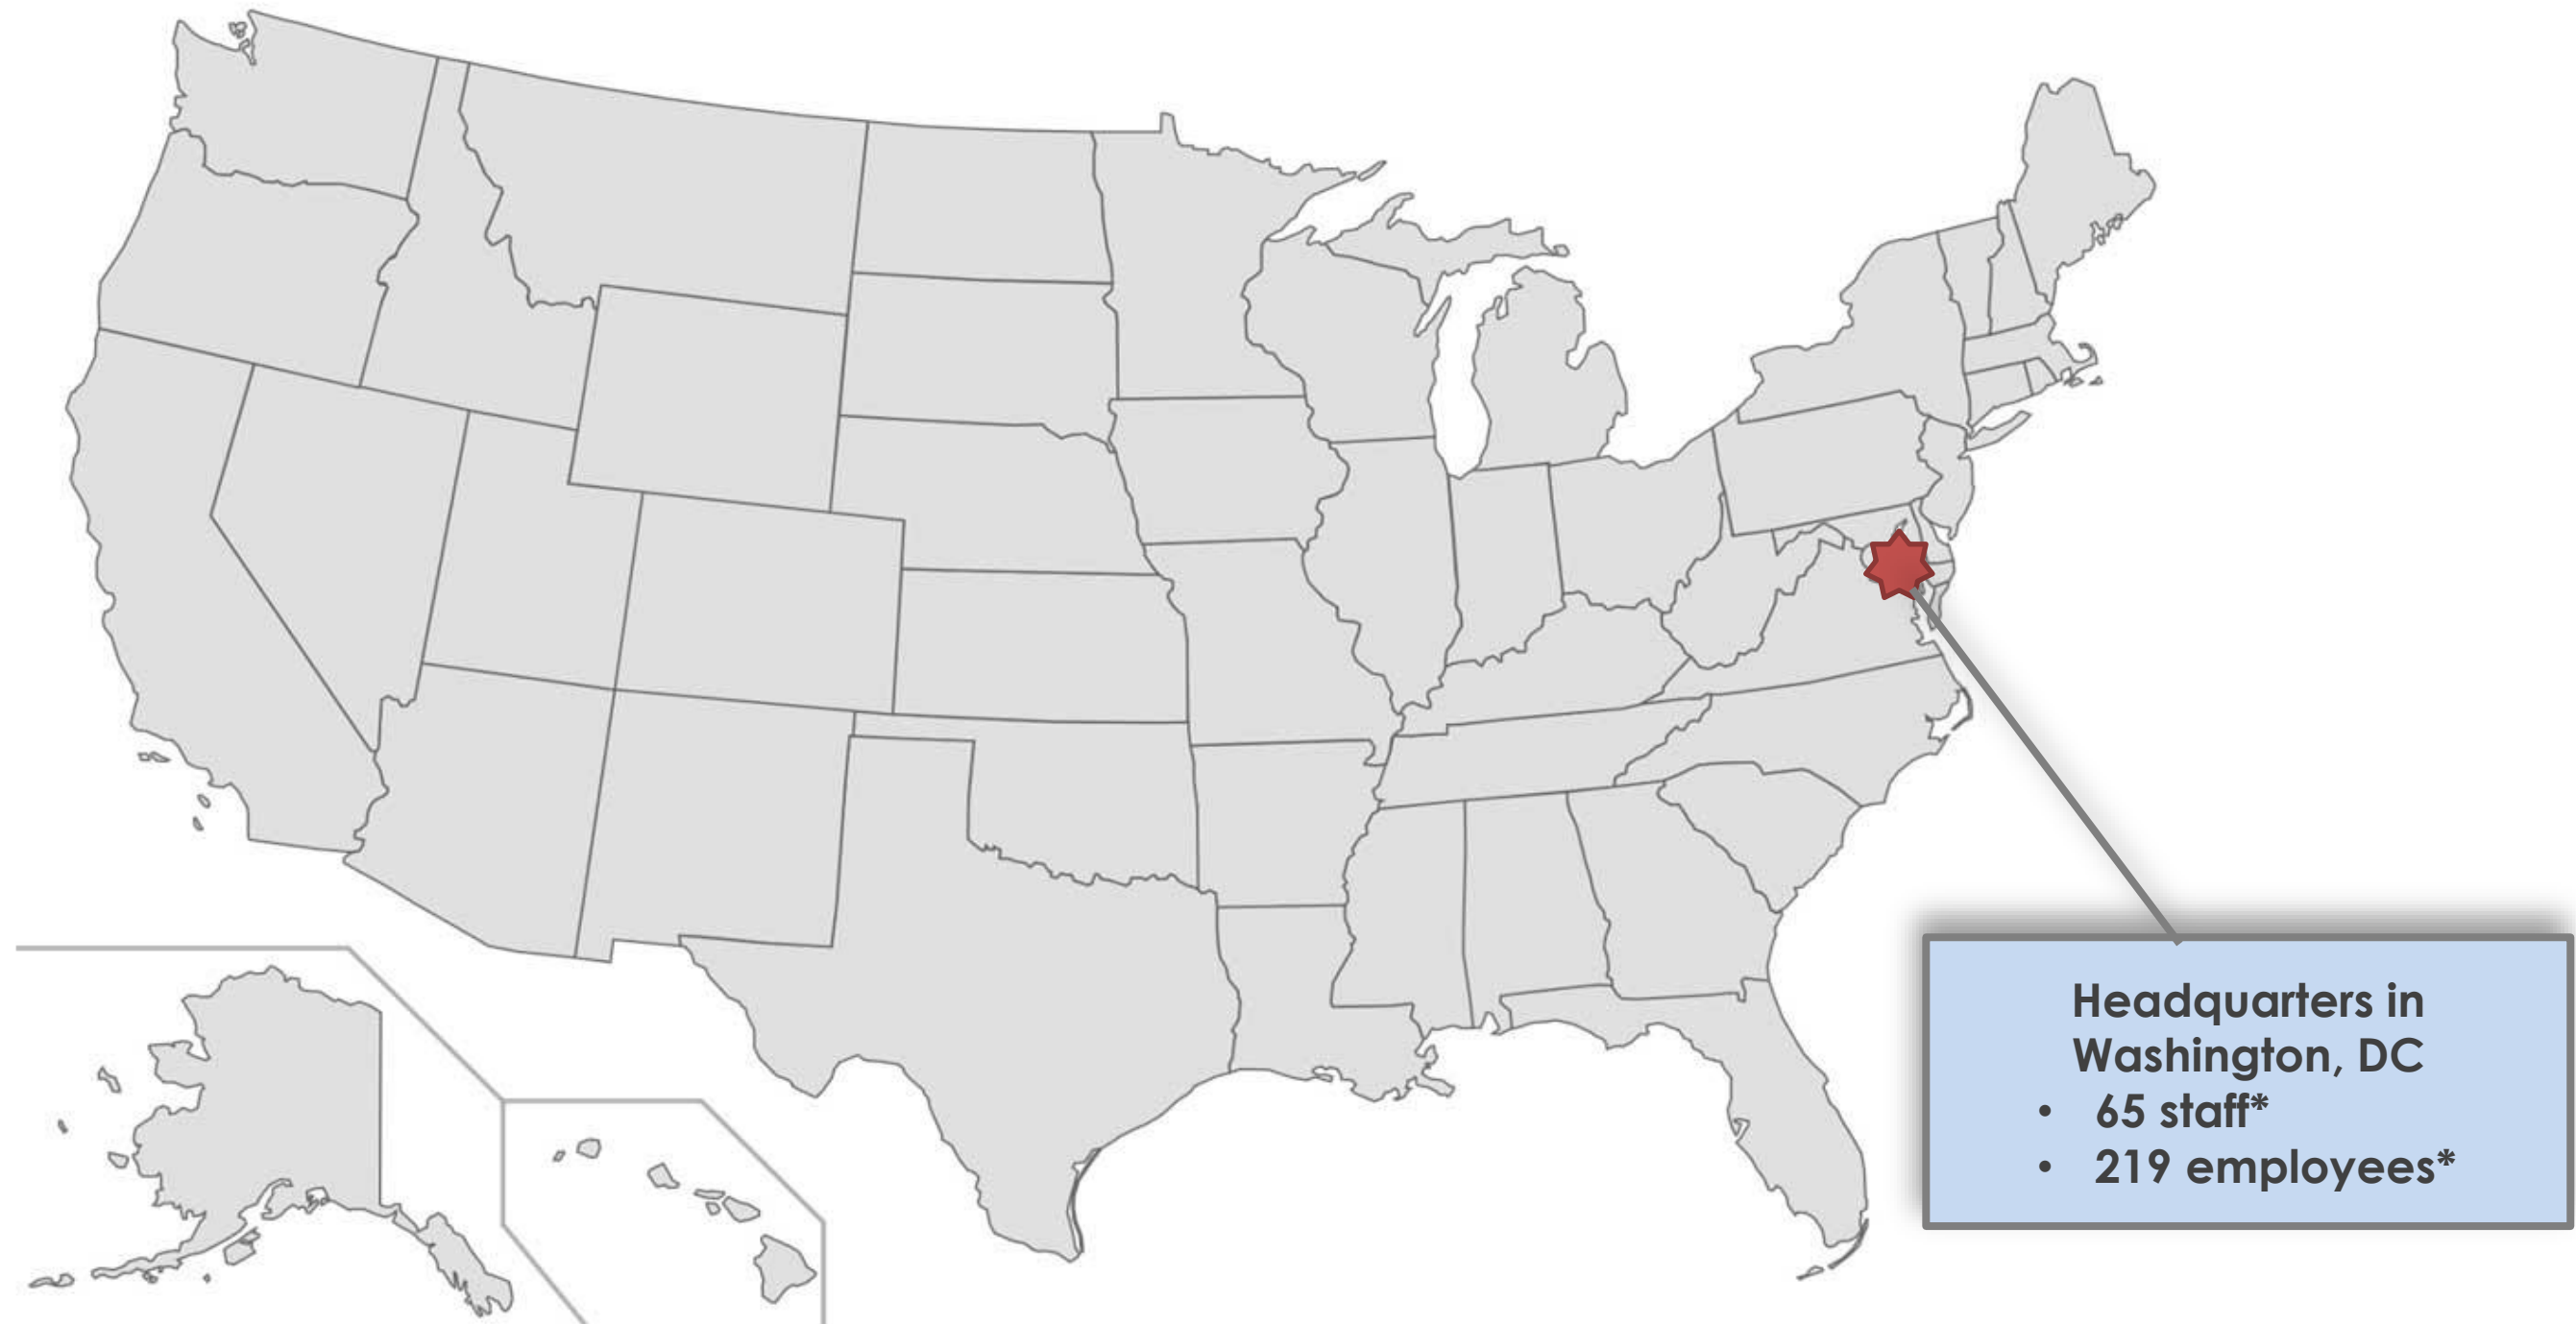 Headquarters in
Washington, DC
• 65 staff*
• 219 employees*